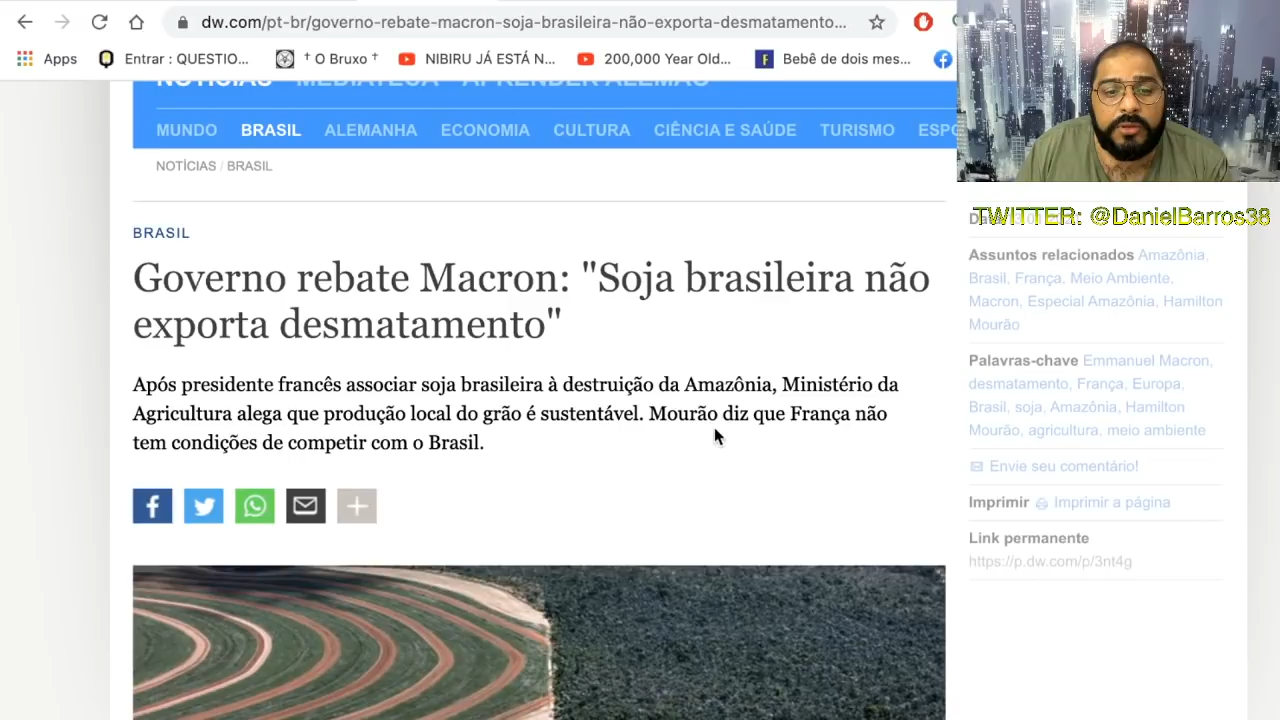 dw.com/pt-br/governo-rebate-macron-soja-brasileira-não-exporta-desmatamento...
Apps
Entrar : QUESTIO...
† O Bruxo †
NIBIRU JÁ ESTÁ N...
200,000 Year Old...
Bebê de dois mes...
NOTÍCIAS MEDIATECA APRENDER ALEMÃO
MUNDO BRASIL ALEMANHA ECONOMIA CULTURA CIÊNCIA E SAÚDE TURISMO ESPO
NOTÍCIAS / BRASIL
BRASIL
Governo rebate Macron: "Soja brasileira não
exporta desmatamento"
Após presidente francês associar soja brasileira à destruição da Amazônia, Ministério da
Agricultura alega que produção local do grão é sustentável. Mourão diz que França não
tem condições de competir com o Brasil.
TWITTER: @DanielBarros38
Assuntos relacionados Amazônia,
Brasil, França, Meio Ambiente,
Macron, Especial Amazônia, Hamilton
Mourão
Palavras-chave Emmanuel Macron,
desmatamento, França, Europa,
Brasil, soja, Amazônia, Hamilton
Mourão, agricultura, meio ambiente
Envie seu comentário!
Imprimir Imprimir a página
Link permanente
https://p.dw.com/p/3nt4g